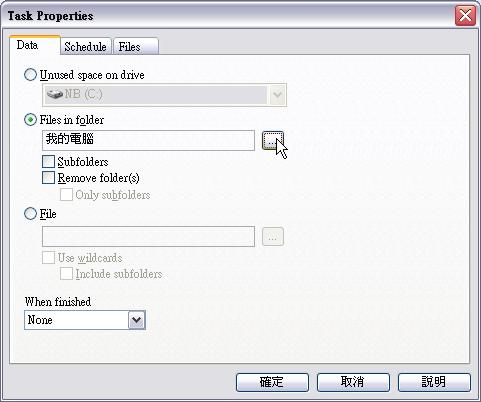 Task Properties
Data Schedule Files
Unused space on drive
NB (C:)
Files in folder
我的電腦
...
Subfolders
Remove folder(s)
Only subfolders
File
...
Use wildcards
Include subfolders
When finished
None
確定 取消 說明